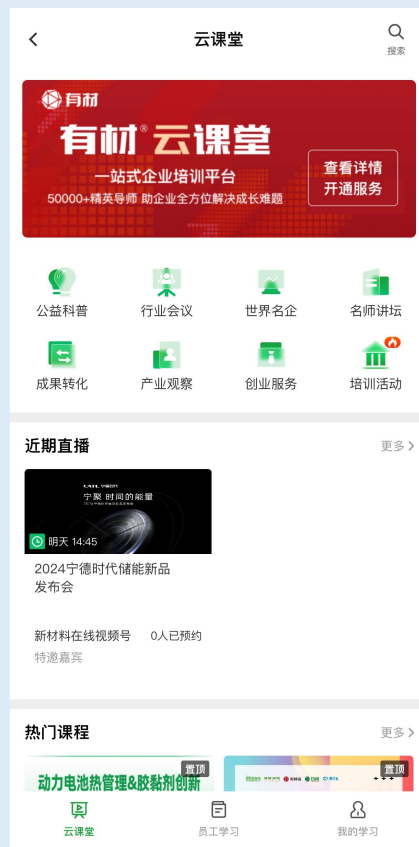 云课堂
搜索
有材
有材®云课堂
一站式企业培训平台
50000+精英导师 助企业全方位解决成长难题
查看详情
开通服务
公益科普
行业会议
世界名企
名师讲坛
成果转化
产业观察
创业服务
培训活动
近期直播
更多
CATL 宁德时代
宁聚 时间的能量
明天 14:45
2024宁德时代储能新品
发布会
新材料在线视频号
0人已预约
特邀嘉宾
热门课程
更多
置顶
动力电池热管理&胶黏剂创新
置顶
云课堂
员工学习
我的学习